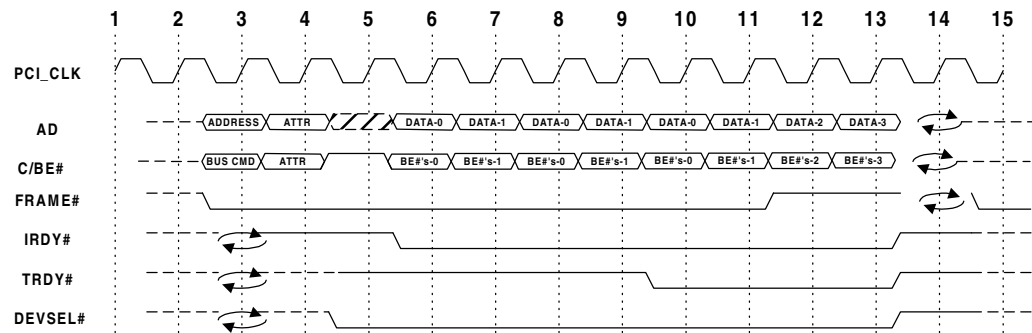 1 2 3 4 5 6 7 8 9 10 11 12 13 14 15
PCI_CLK
AD ADDRESS ATTR DATA-0 DATA-1 DATA-0 DATA-1 DATA-0 DATA-1 DATA-2 DATA-3
C/BE# BUS CMD ATTR BE#'s-0 BE#'s-1 BE#'s-0 BE#'s-1 BE#'s-0 BE#'s-1 BE#'s-2 BE#'s-3
FRAME#
IRDY#
TRDY#
DEVSEL#